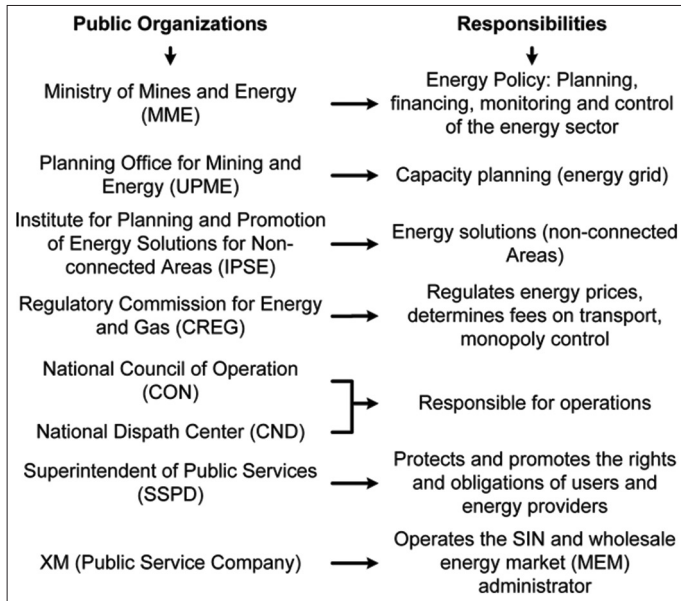 Public Organizations
Responsibilities
Ministry of Mines and Energy
(MME)
Energy Policy: Planning,
financing, monitoring and control
of the energy sector
Planning Office for Mining and
Energy (UPME)
Capacity planning (energy grid)
Institute for Planning and Promotion
of Energy Solutions for Non-
connected Areas (IPSE)
Energy solutions (non-connected
Areas)
Regulatory Commission for Energy
and Gas (CREG)
Regulates energy prices,
determines fees on transport,
monopoly control
National Council of Operation
(CON)
National Dispath Center (CND)
Responsible for operations
Superintendent of Public Services
(SSPD)
Protects and promotes the rights
and obligations of users and
energy providers
XM (Public Service Company)
Operates the SIN and wholesale
energy market (MEM)
administrator